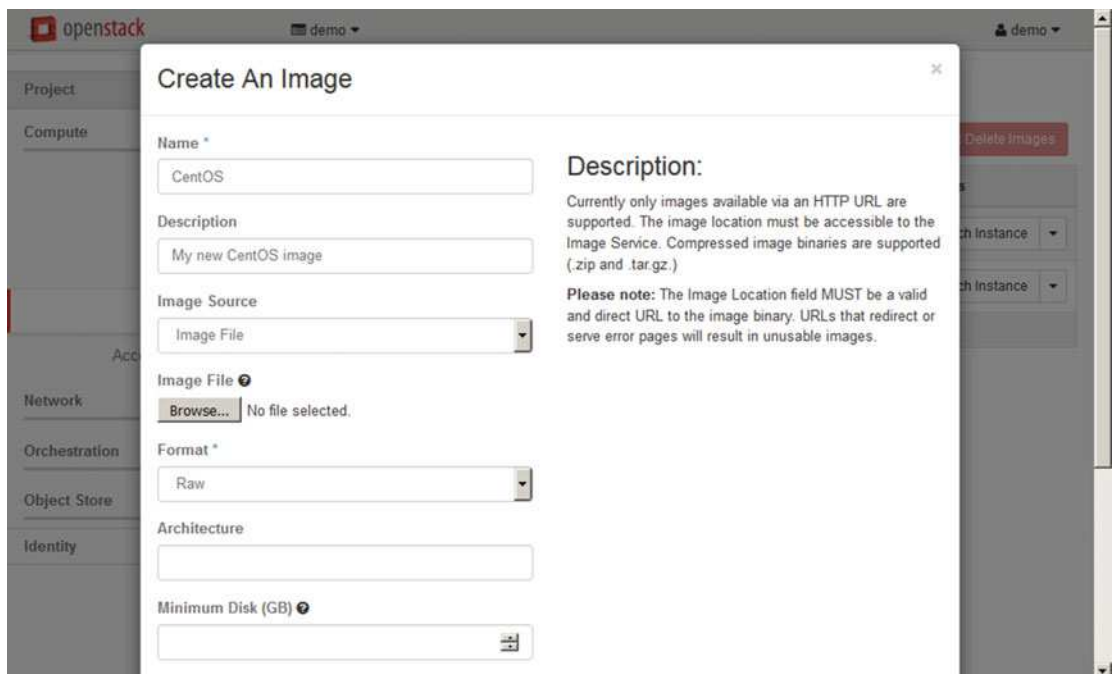 openstack
demo
demo
Project
Compute
Network
Orchestration
Object Store
Identity
Delete Images
Instance
Instance
Create An Image
×
Name *
CentOS
Description
My new CentOS image
Image Source
Image File
Image File
Browse... No file selected.
Format *
Raw
Architecture
Minimum Disk (GB)
Description:
Currently only images available via an HTTP URL are
supported. The image location must be accessible to the
Image Service. Compressed image binaries are supported
(.zip and .tar.gz.)
Please note: The Image Location field MUST be a valid
and direct URL to the image binary. URLs that redirect or
serve error pages will result in unusable images.